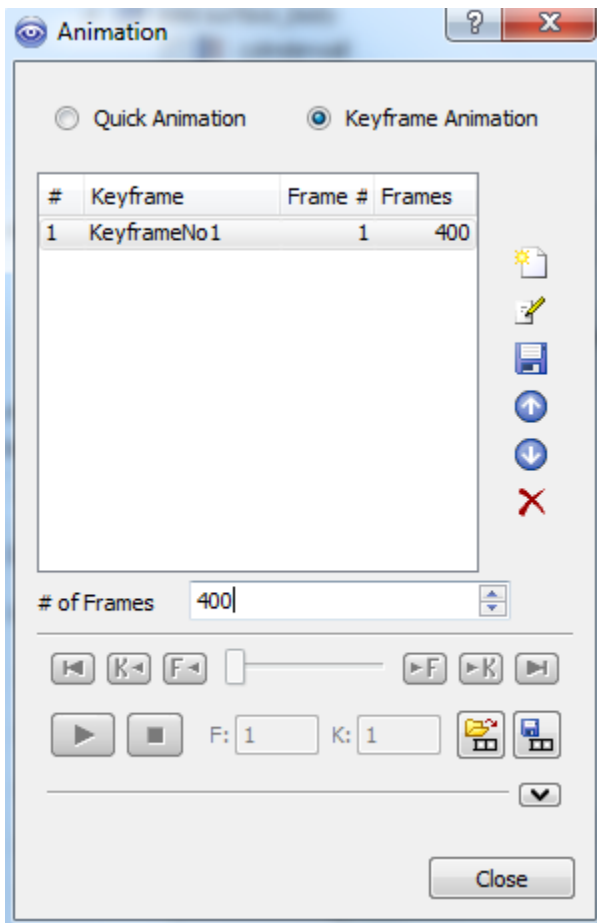 Animation
?
X
Quick Animation
Keyframe Animation
# Keyframe Frame # Frames
1 KeyframeNo1 1 400
# of Frames 400
K F F K
F: 1 K: 1
Close